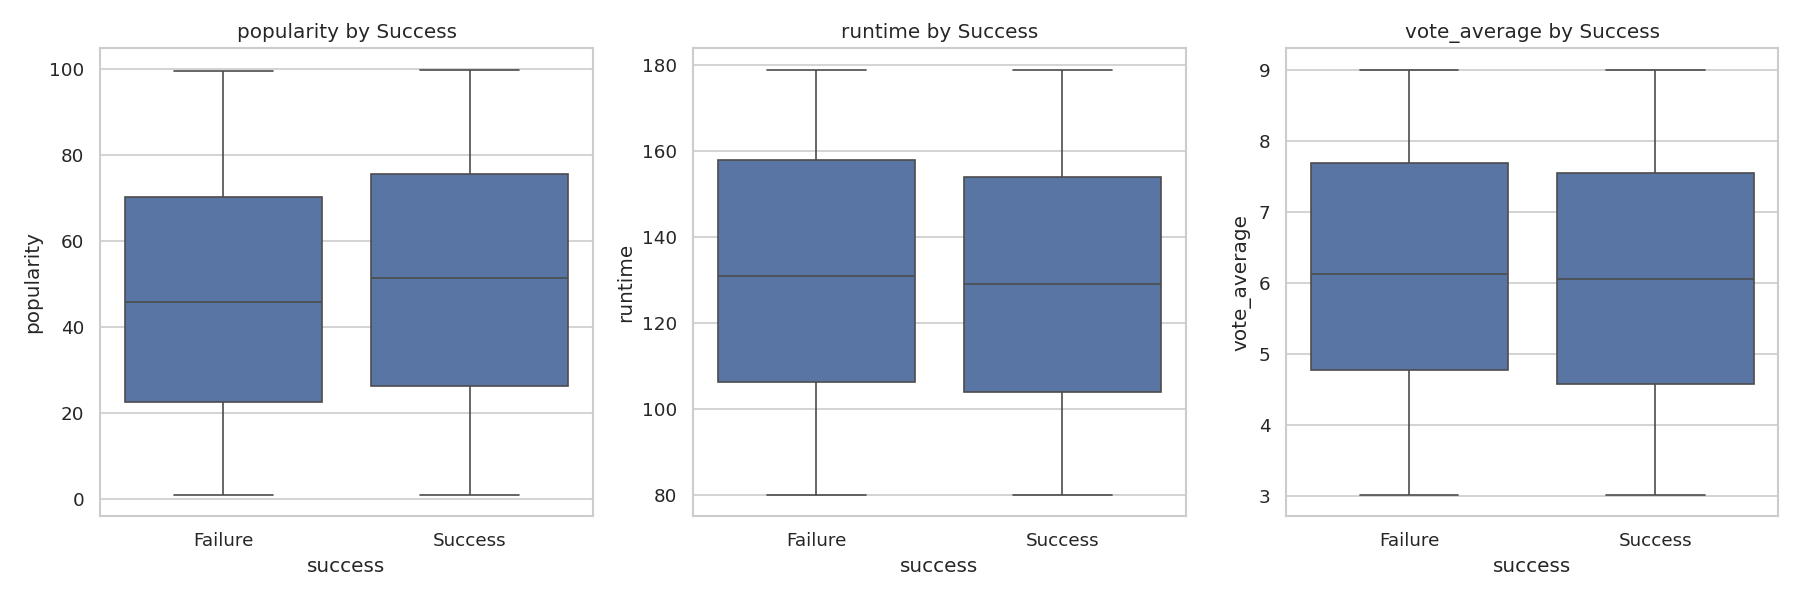 popularity by Success
popularity
100
80
60
40
20
0
Failure
Success
success
runtime by Success
runtime
180
160
140
120
100
80
Failure
Success
success
vote_average by Success
vote_average
9
8
7
6
5
4
3
Failure
Success
success